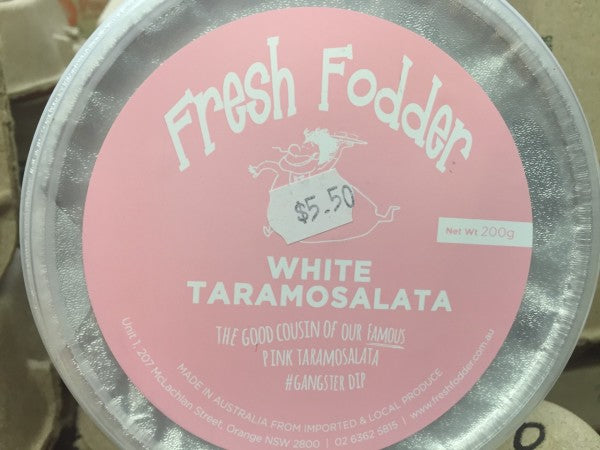 Fresh Fodder
$5.50
Net Wt 200g
WHITE
TARAMOSALATA
THE GOOD COUSIN OF OUR FAMOUS
PINK TARAMOSALATA
#GANGSTER DIP
MADE IN AUSTRALIA FROM IMPORTED & LOCAL PRODUCE
Unit 1, 207 McLachlan Street, Orange NSW 2800 | 02 6362 5815 | www.freshfodder.com.au